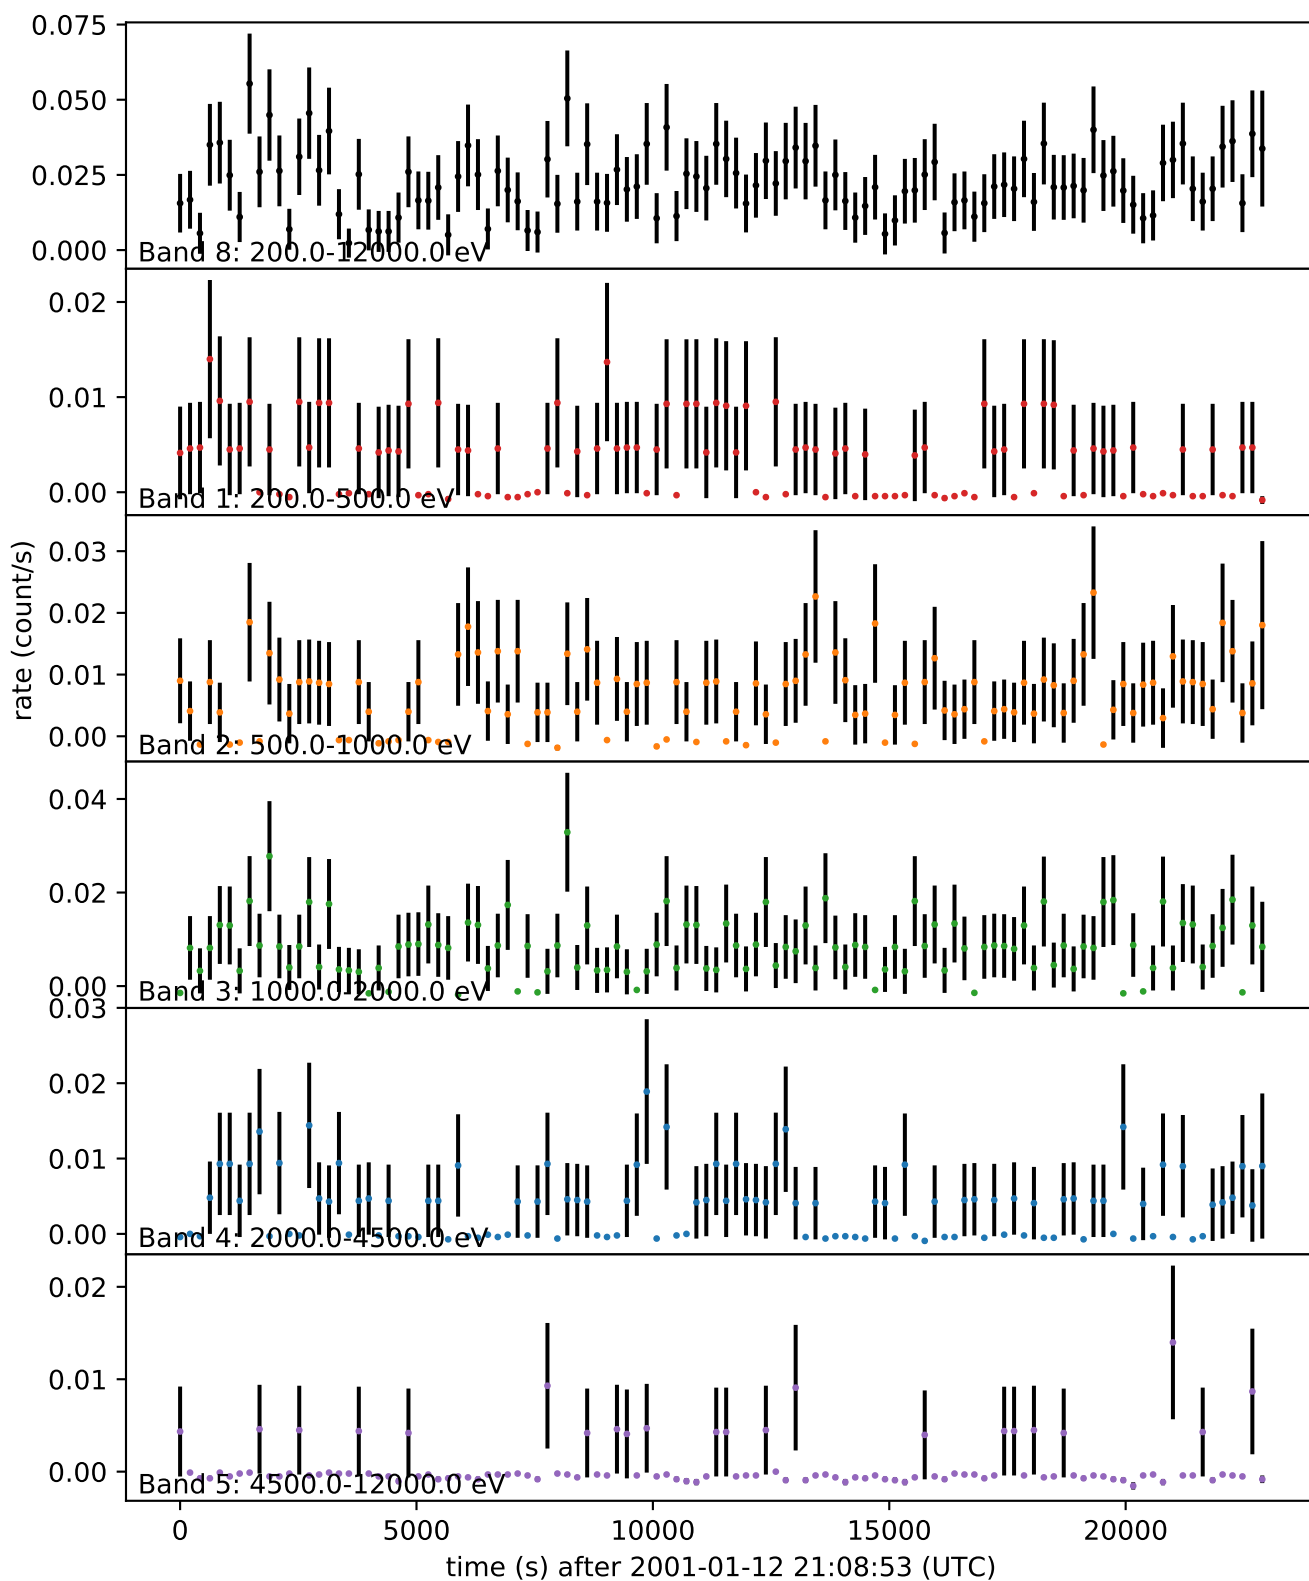 0.075
0.050
0.025
0.000
Band 8: 200.0-12000.0 eV
0.02
0.01
0.00
Band 1: 200.0-500.0 eV
rate (count/s)
0.03
0.02
0.01
0.00
Band 2: 500.0-1000.0 eV
0.04
0.02
0.00
Band 3: 1000.0-2000.0 eV
0.03
0.02
0.01
0.00
Band 4: 2000.0-4500.0 eV
0.02
0.01
0.00
Band 5: 4500.0-12000.0 eV
0 5000 10000 15000 20000
time (s) after 2001-01-12 21:08:53 (UTC)